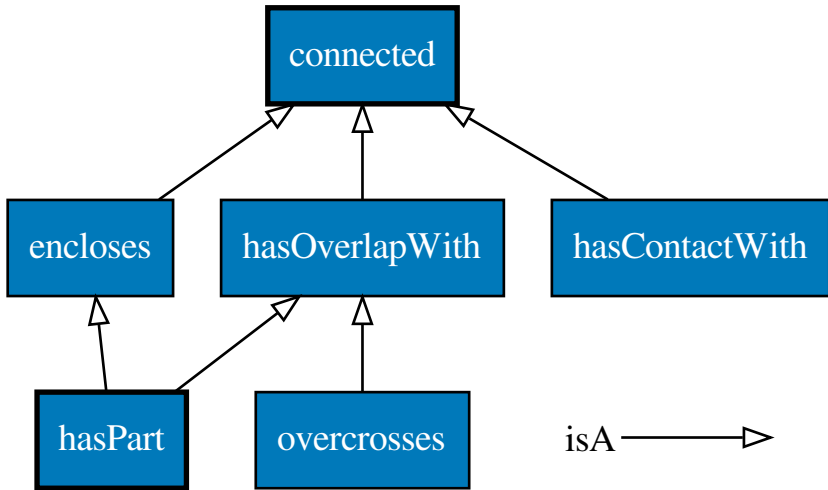 connected
encloses
hasOverlapWith
hasContactWith
hasPart
overcrosses
isA